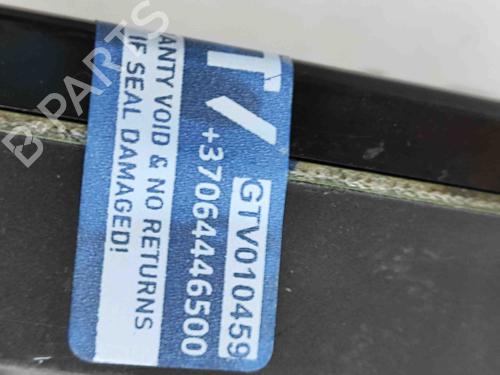 T/
GTV010459
+37064446500
ANTY VOID & NO RETURNS
IF SEAL DAMAGED!
B-PARTS